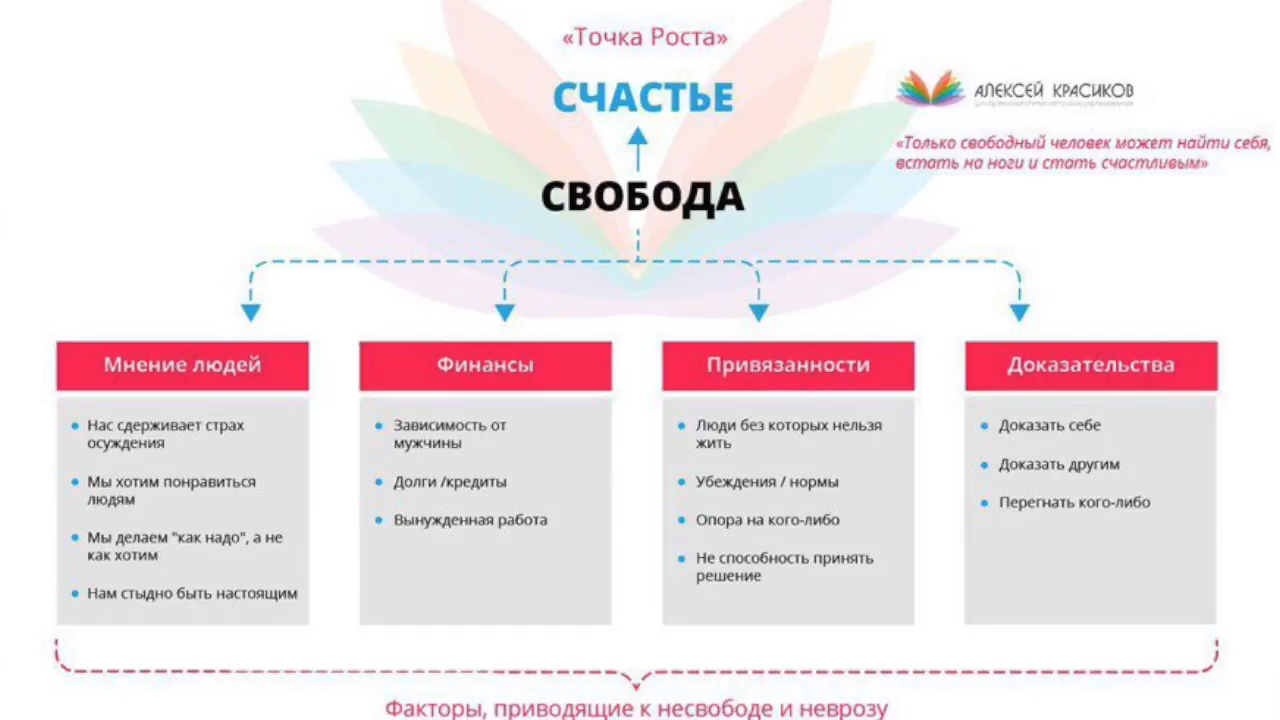 «Точка Роста»
СЧАСТЬЕ
АЛЕКСЕЙ КРАСИКОВ
«Только свободный человек может найти себя,
встать на ноги и стать счастливым»
СВОБОДА
Мнение людей
Нас сдерживает страх
осуждения
Мы хотим понравиться
людям
Мы делаем "как надо", а не
как хотим
Нам стыдно быть настоящим
Финансы
Зависимость от
мужчины
Долги /кредиты
Вынужденная работа
Привязанности
Люди без которых нельзя
жить
Убеждения / нормы
Опора на кого-либо
Не способность принять
решение
Доказательства
Доказать себе
Доказать другим
Перегнать кого-либо
Факторы, приводящие к несвободе и неврозу